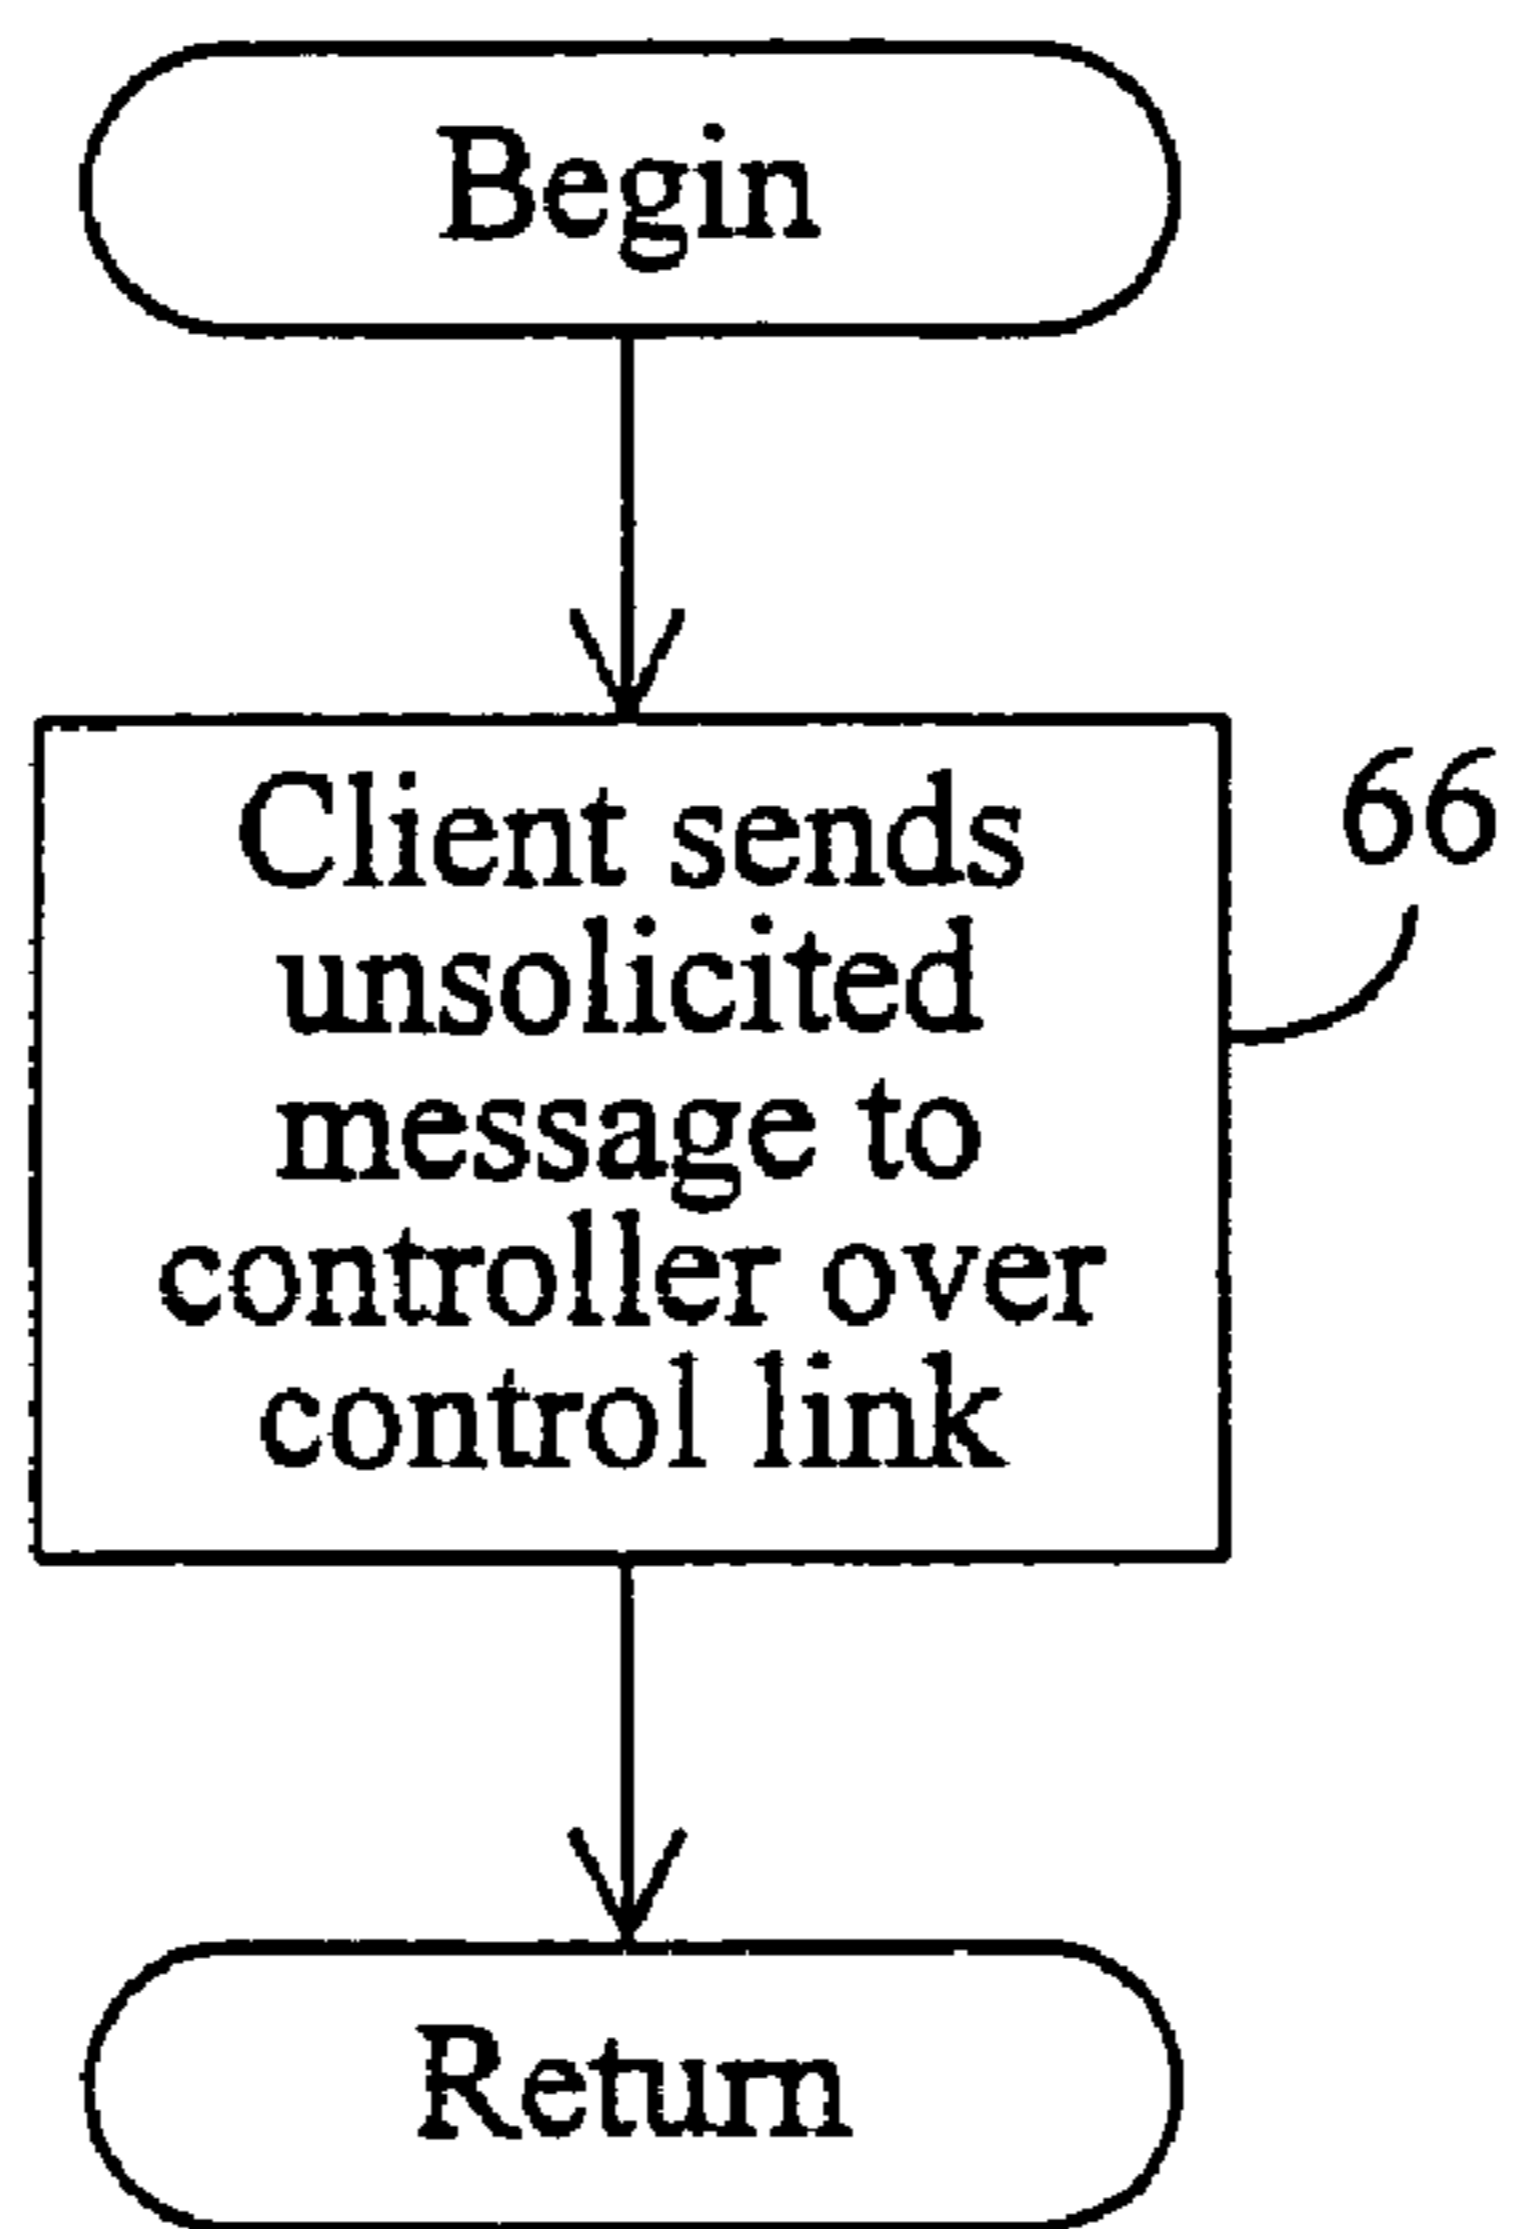 Begin
Client sends
66
unsolicited
message to
controller over
control link
Return